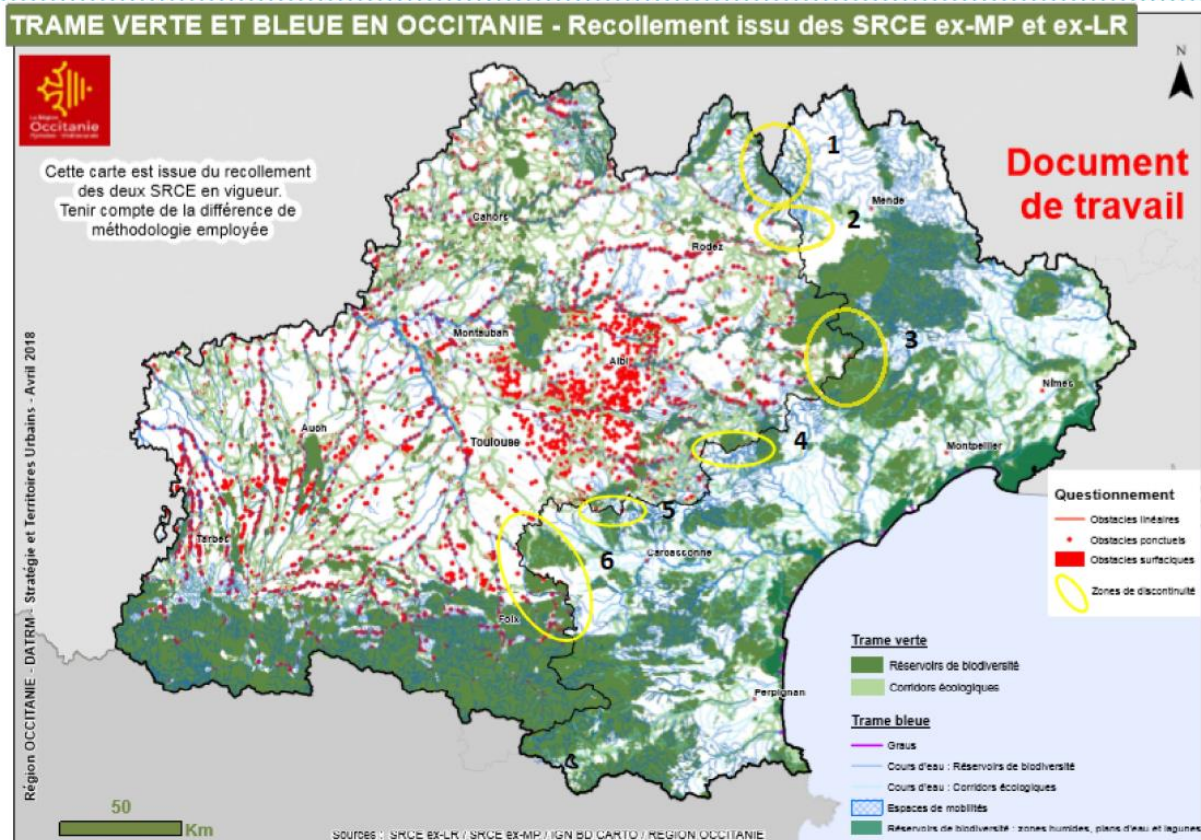 TRAME VERTE ET BLEUE EN OCCITANIE - Recollement issu des SRCE ex-MP et ex-LR
N
La Région
Occitanie
Pyrénées - Méditerranée
Cette carte est issue du recollement
des deux SRCE en vigueur.
Tenir compte de la différence de
méthodologie employée
Document
de travail
1
Mende
2
Cahors
Rodez
Montauban
3
Albi
Nîmes
Auch
Toulouse
4
Montpellier
5
Tarbes
Carcassonne
6
Foix
Perpignan
Questionnement
Obstacles linéaires
Obstacles ponctuels
Obstacles surfaciques
Zones de discontinuité
Trame verte
Réservoirs de biodiversité
Corridors écologiques
Trame bleue
Graus
Cours d'eau : Réservoirs de biodiversité
Cours d'eau : Corridors écologiques
Espaces de mobilités
Réservoirs de biodiversité : zones humides, plans d'eau et lagunes
Région OCCITANIE - DATRM - Stratégie et Territoires Urbains - Avril 2018
50
Km
Sources : SRCE ex-LR / SRCE ex-MP / IGN BD CARTO / REGION OCCITANIE